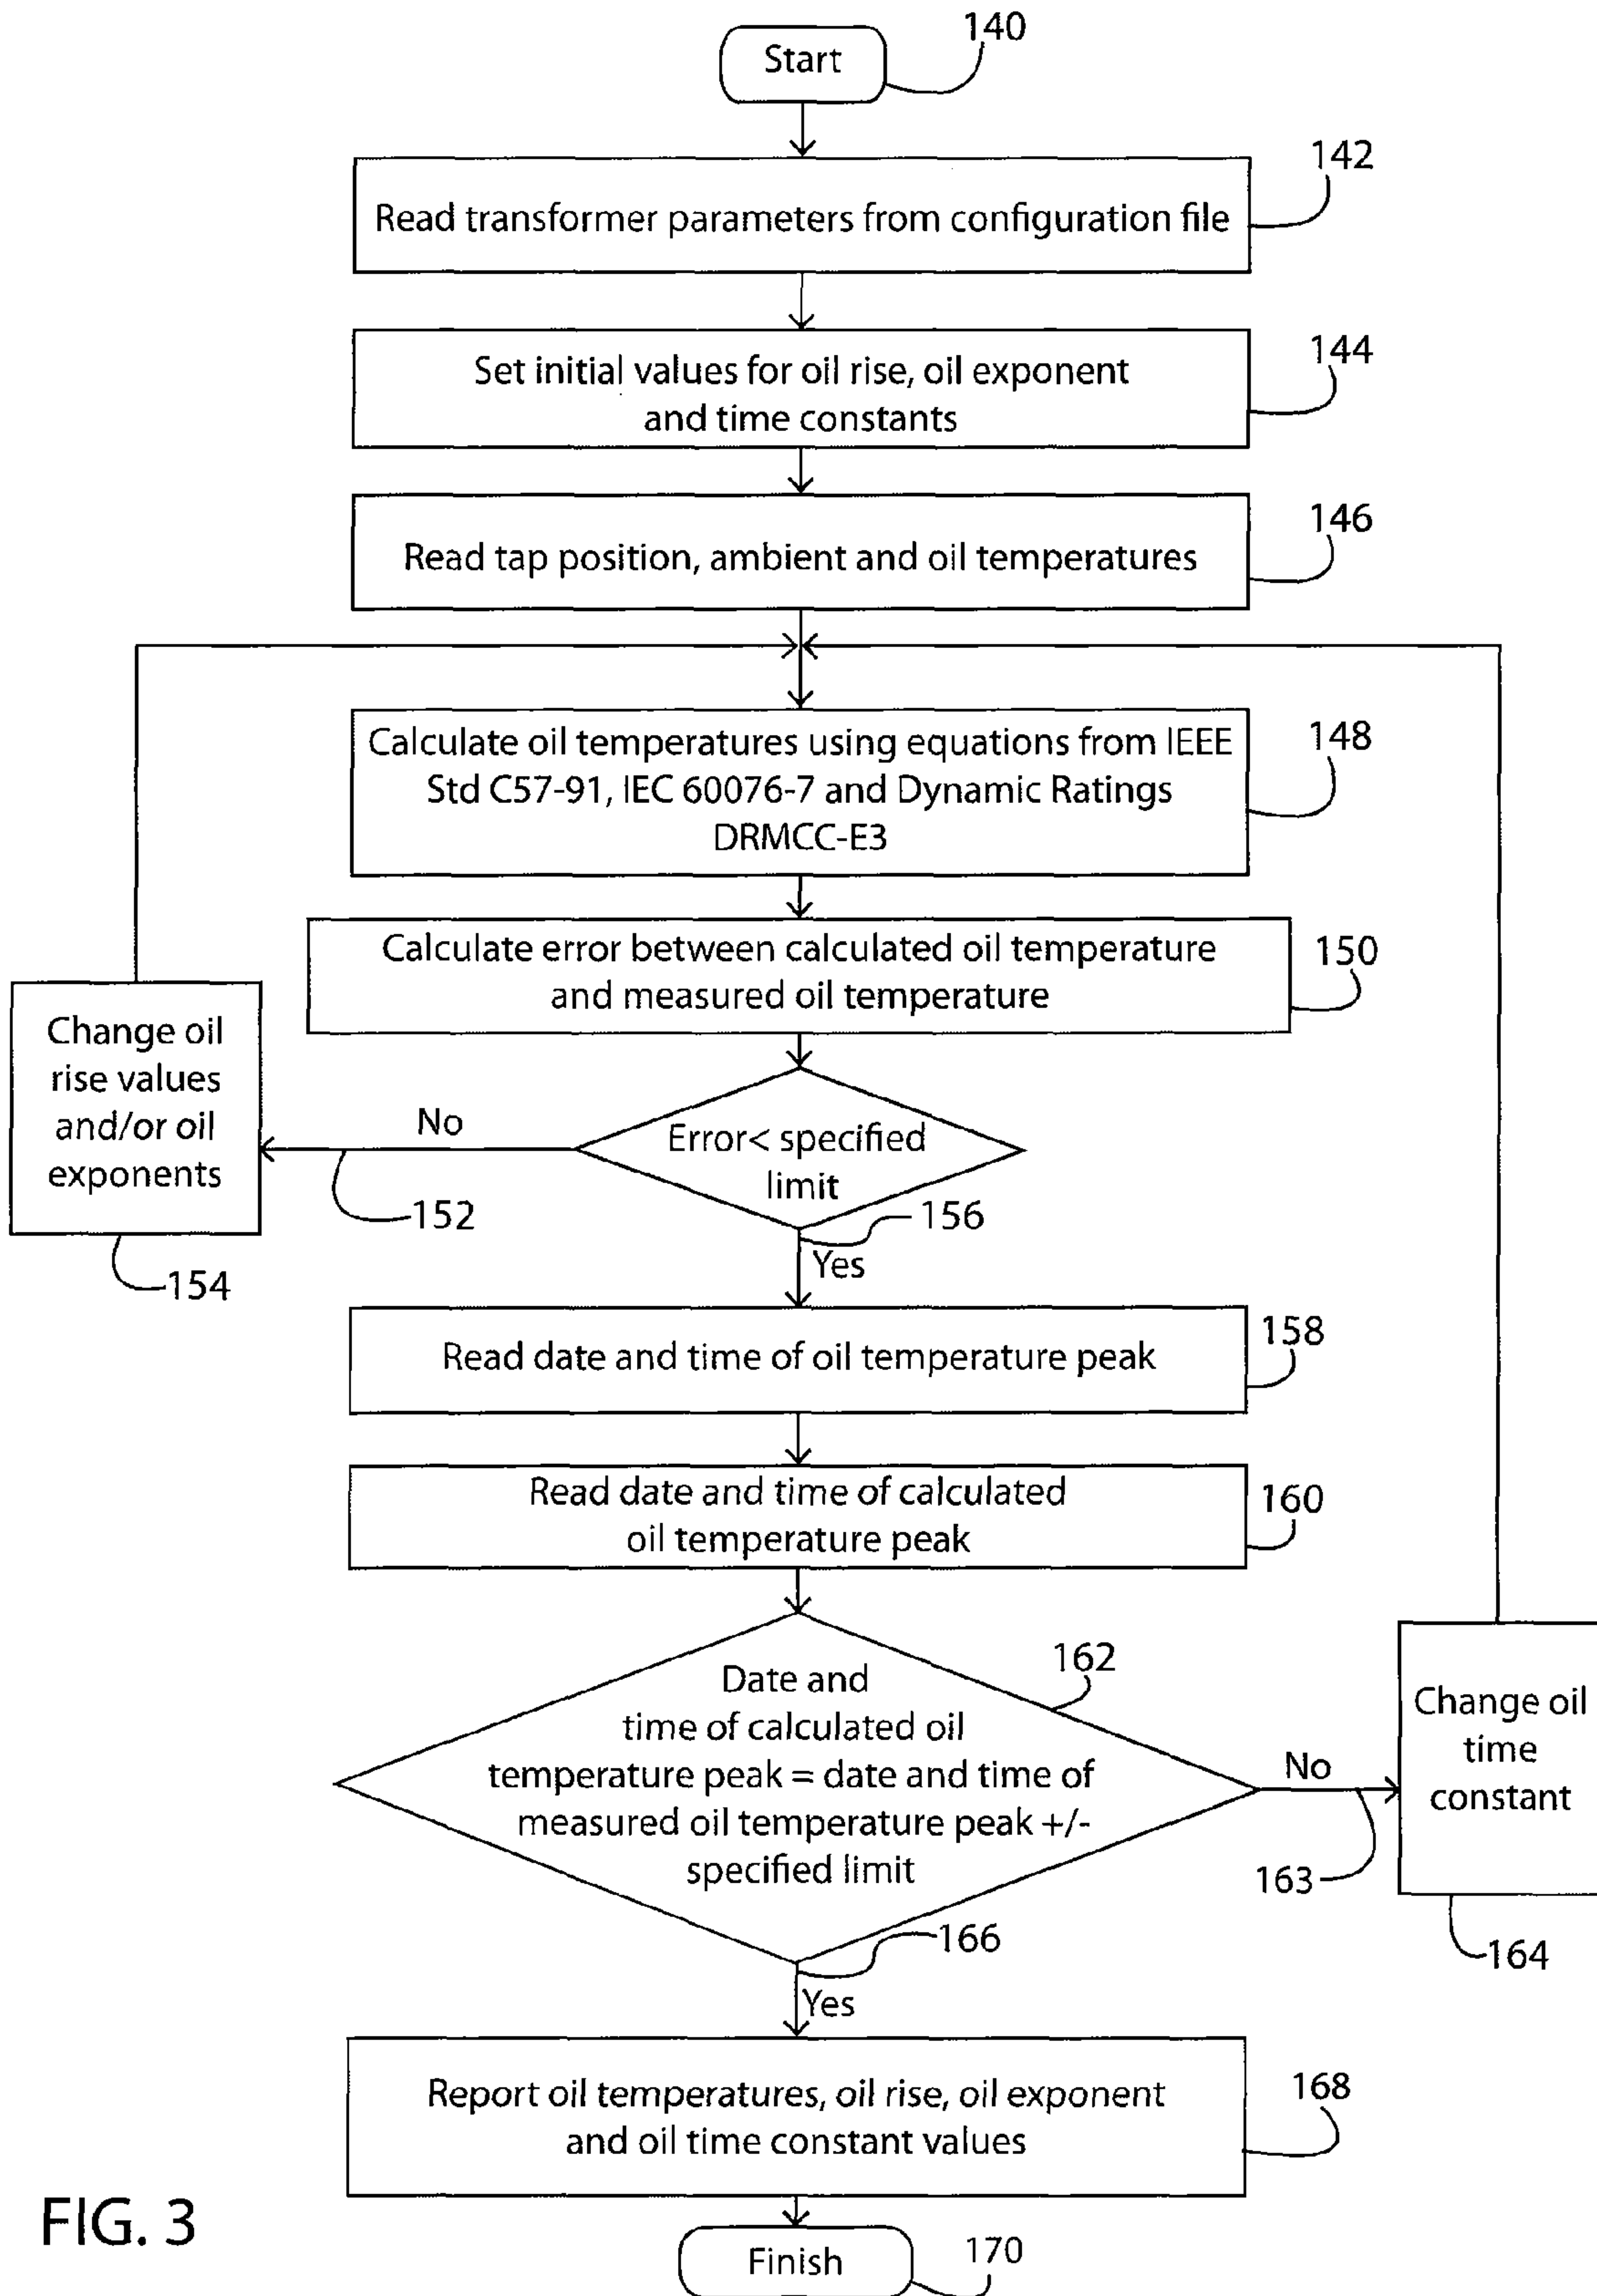 140
Start
142
Read transformer parameters from configuration file
144
Set initial values for oil rise, oil exponent
and time constants
146
Read tap position, ambient and oil temperatures
148
Calculate oil temperatures using equations from IEEE
Std C57-91, IEC 60076-7 and Dynamic Ratings
DRMCC-E3
150
Calculate error between calculated oil temperature
and measured oil temperature
Change oil
rise values
and/or oil
exponents
154
No
152
Error< specified
limit
156
Yes
158
Read date and time of oil temperature peak
160
Read date and time of calculated
oil temperature peak
162
Date and
time of calculated oil
temperature peak = date and time of
measured oil temperature peak +/-
specified limit
No
163
Change oil
time
constant
164
166
Yes
168
Report oil temperatures, oil rise, oil exponent
and oil time constant values
FIG. 3
Finish
170